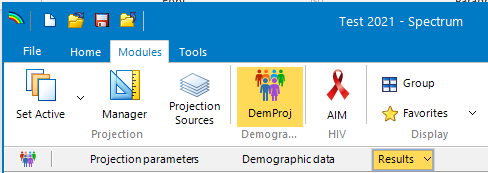 Test 2021 - Spectrum
File Home Modules Tools
Set Active Manager Projection Sources DemProj AIM Group Favorites
Projection Demogra... HIV Display
Projection parameters Demographic data Results